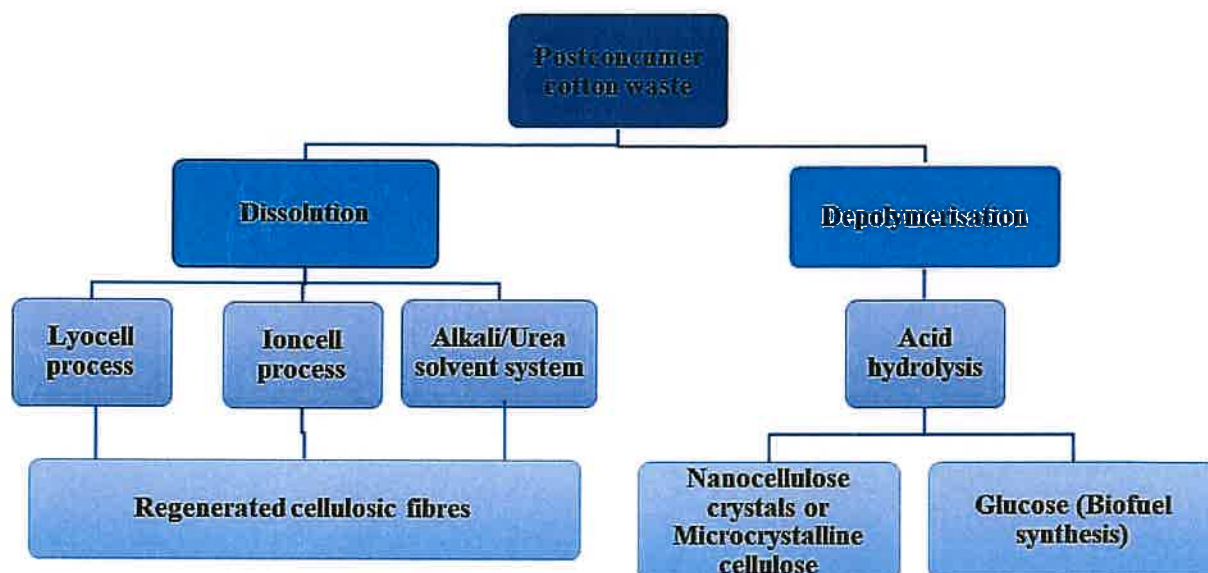 Postconcumer
cotton waste
Dissolution
Depolymerisation
Lyocell
process
Ioncell
process
Alkali/Urea
solvent system
Acid
hydrolysis
Regenerated cellulosic fibres
Nanocellulose
crystals or
Microcrystalline
cellulose
Glucose (Biofuel
synthesis)